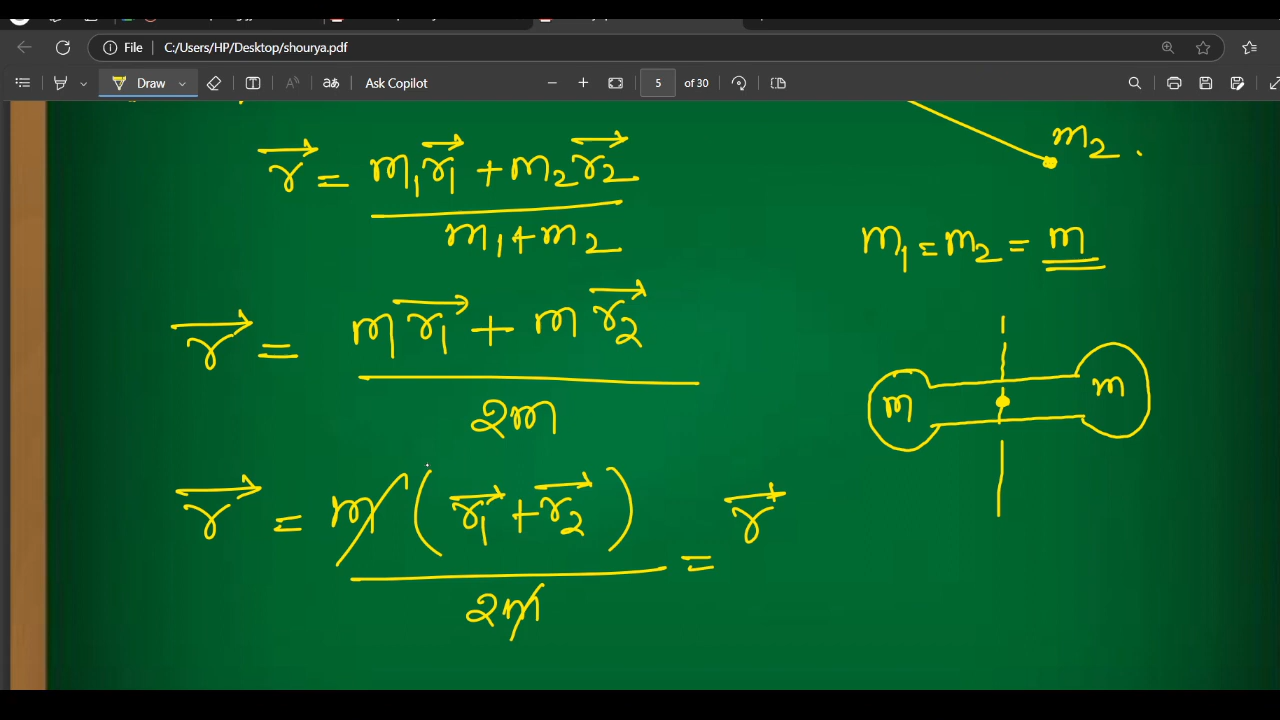 File | C:/Users/HP/Desktop/shourya.pdf
Draw Ask Copilot 5 of 30
m₂.
r⃗ = (m₁r⃗₁ + m₂r⃗₂) / (m₁ + m₂)
m₁ = m₂ = m
r⃗ = (m r⃗₁ + m r⃗₂) / 2m
m m
r⃗ = m (r⃗₁ + r⃗₂) / 2m = r⃗